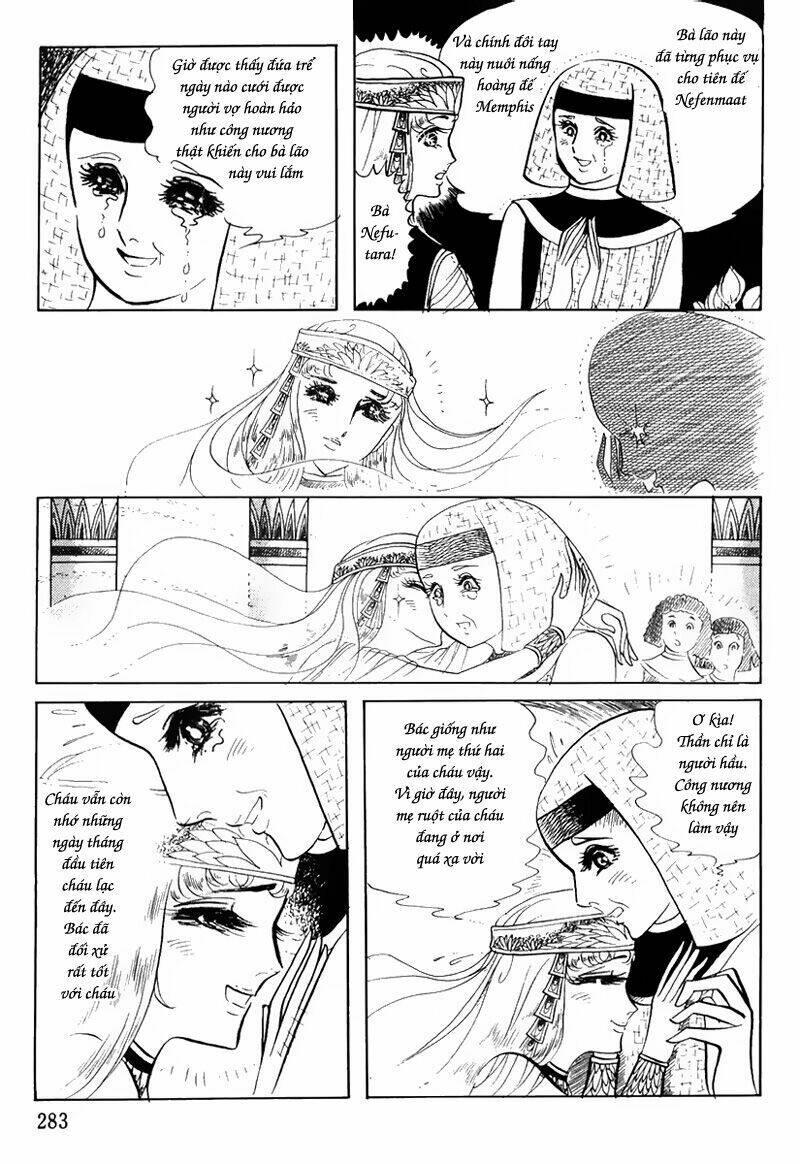 Bà lão này
đã từng phục vụ
cho tiên đế
Nefenmaat
Và chính đôi tay
này nuôi nấng
hoàng đế
Memphis
Bà
Nefu-
tara!
Giờ được thấy đứa trẻ
ngày nào cưới được
người vợ hoàn hảo
như công nương
thật khiến cho bà lão
này vui lắm
Ơ kìa!
Thần chỉ là
người hầu.
Công nương
không nên
làm vậy
Bác giống như
người mẹ thứ hai
của cháu vậy.
Vì giờ đây, người
mẹ ruột của cháu
đang ở nơi
quá xa vời
Cháu vẫn còn
nhớ những
ngày tháng
đầu tiên
cháu lạc
đến đây.
Bác đã
đối xử
rất tốt
với cháu
283